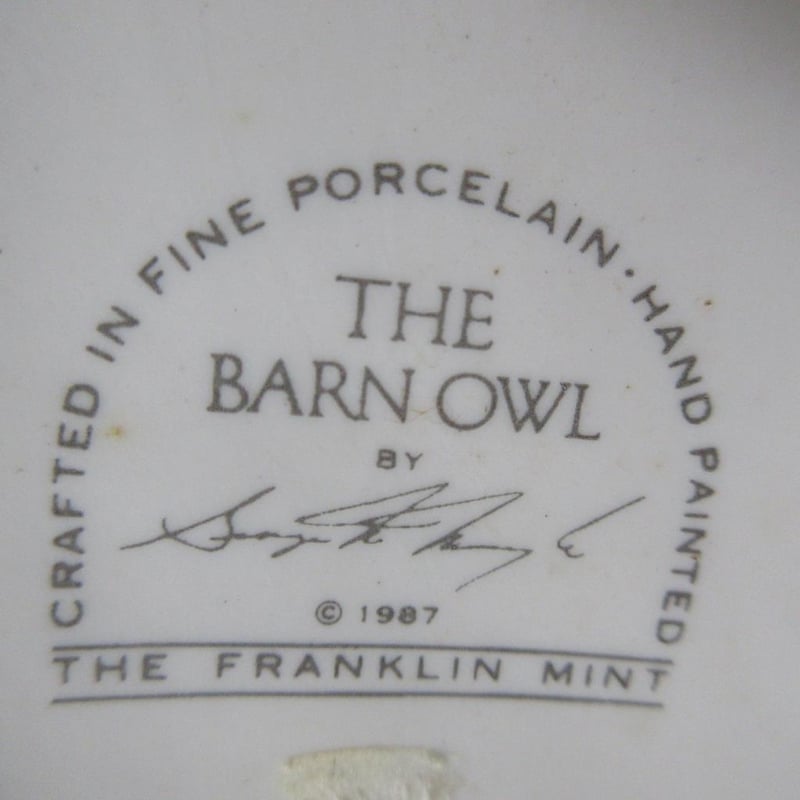 CRAFTED IN FINE PORCELAIN · HAND PAINTED
THE
BARN OWL
BY
© 1987
THE FRANKLIN MINT